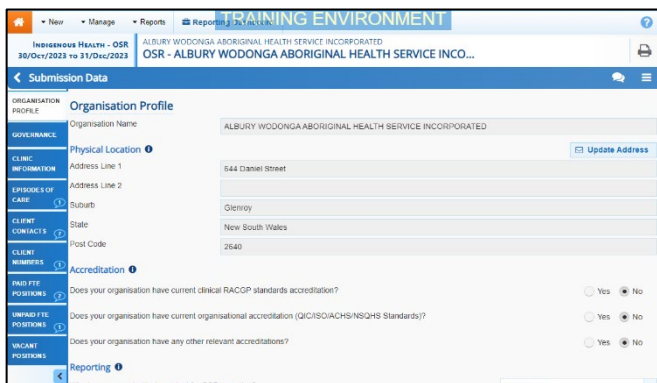 New Manage Reports Reporting
TRAINING ENVIRONMENT
INDIGENOUS HEALTH - OSR
30/OCT/2023 TO 31/DEC/2023
ALBURY WODONGA ABORIGINAL HEALTH SERVICE INCORPORATED
OSR - ALBURY WODONGA ABORIGINAL HEALTH SERVICE INCO...
Submission Data
ORGANISATION PROFILE
GOVERNANCE
CLINIC INFORMATION
EPISODES OF CARE
CLIENT CONTACTS
CLIENT NUMBERS
PAID FTE POSITIONS
UNPAID FTE POSITIONS
VACANT POSITIONS
Organisation Profile
Organisation Name ALBURY WODONGA ABORIGINAL HEALTH SERVICE INCORPORATED
Physical Location Update Address
Address Line 1 644 Daniel Street
Address Line 2
Suburb Glenroy
State New South Wales
Post Code 2640
Accreditation
Does your organisation have current clinical RACGP standards accreditation? Yes No
Does your organisation have current organisational accreditation (QIC/ISO/ACHS/NSQHS Standards)? Yes No
Does your organisation have any other relevant accreditations? Yes No
Reporting